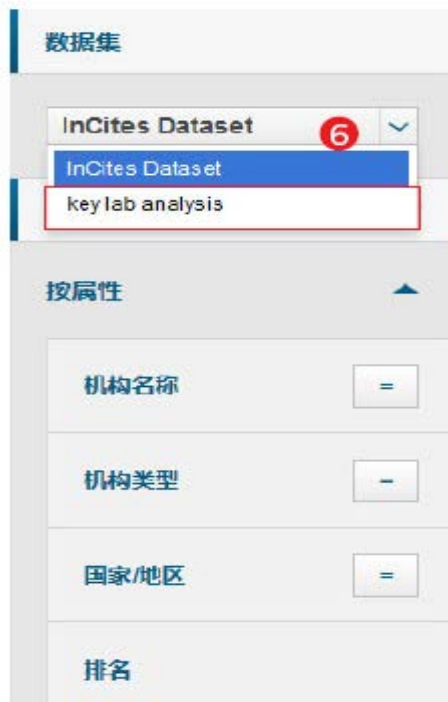 数据集
InCites Dataset 6
InCites Dataset
key lab analysis
按属性
机构名称 =
机构类型 –
国家/地区 =
排名